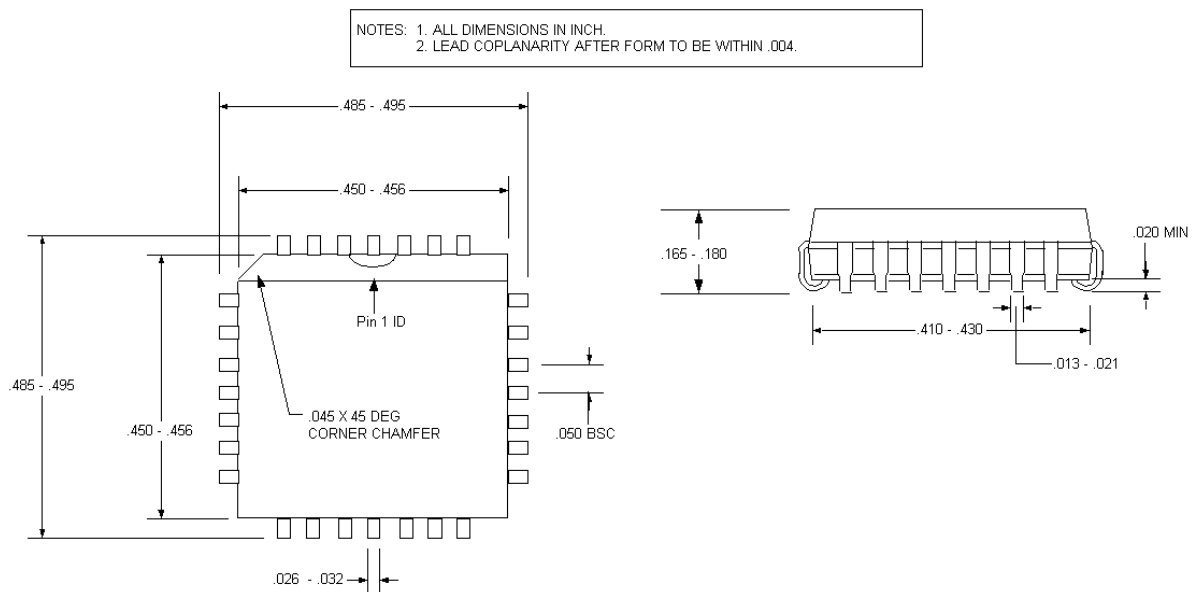 NOTES: 1. ALL DIMENSIONS IN INCH.
2. LEAD COPLANARITY AFTER FORM TO BE WITHIN .004.
.485 - .495
.450 - .456
.165 - .180
.020 MIN
Pin 1 ID
.410 - .430
.013 - .021
.485 - .495
.450 - .456
.045 X 45 DEG
CORNER CHAMFER
.050 BSC
.026 - .032